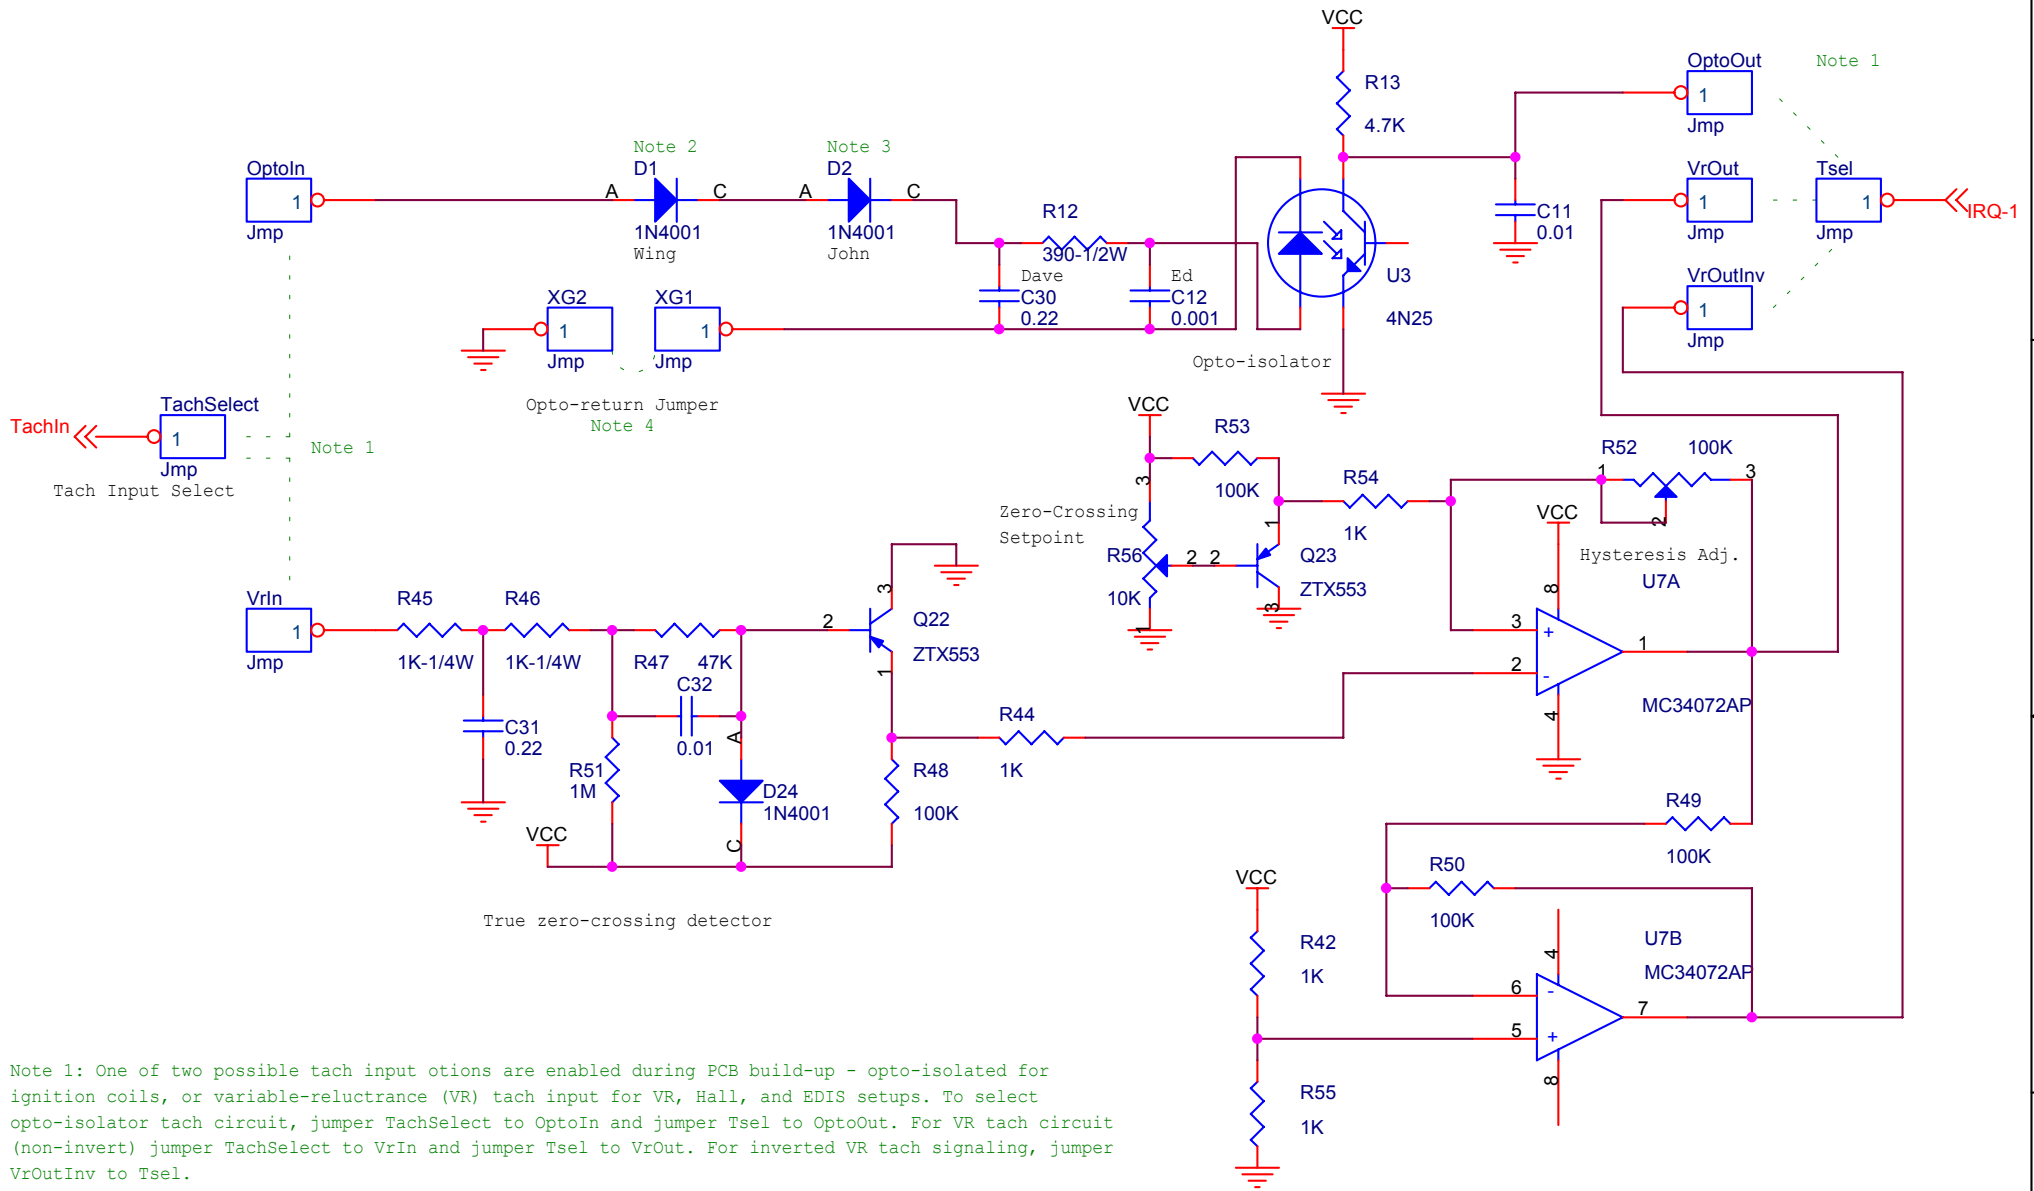 VCC
R13
4.7K
OptoOut
1
Jmp
Note 1
Note 2
D1
A
C
1N4001
Wing
Note 3
D2
A
C
1N4001
John
OptoIn
1
Jmp
R12
390-1/2W
Dave
C30
0.22
Ed
C12
0.001
U3
4N25
Opto-isolator
C11
0.01
VrOut
1
Jmp
Tsel
1
Jmp
IRQ-1
VrOutInv
1
Jmp
XG2
1
Jmp
XG1
1
Jmp
Opto-return Jumper
Note 4
TachIn
TachSelect
1
Jmp
Tach Input Select
Note 1
VCC
R53
100K
3
Zero-Crossing
Setpoint
R56
10K
2
2
1
1
Q23
ZTX553
3
R54
1K
R52
100K
1
3
2
Hysteresis Adj.
VCC
U7A
8
3
+
2
-
1
4
MC34072AP
VrIn
1
Jmp
R45
1K-1/4W
R46
1K-1/4W
R47
47K
C31
0.22
C32
0.01
R51
1M
A
D24
1N4001
C
VCC
3
2
Q22
ZTX553
1
R48
100K
R44
1K
True zero-crossing detector
R49
100K
R50
100K
VCC
R42
1K
R55
1K
U7B
MC34072AP
4
6
-
5
+
7
8
Note 1: One of two possible tach input otions are enabled during PCB build-up - opto-isolated for
ignition coils, or variable-reluctrance (VR) tach input for VR, Hall, and EDIS setups. To select
opto-isolator tach circuit, jumper TachSelect to OptoIn and jumper Tsel to OptoOut. For VR tach circuit
(non-invert) jumper TachSelect to VrIn and jumper Tsel to VrOut. For inverted VR tach signaling, jumper
VrOutInv to Tsel.